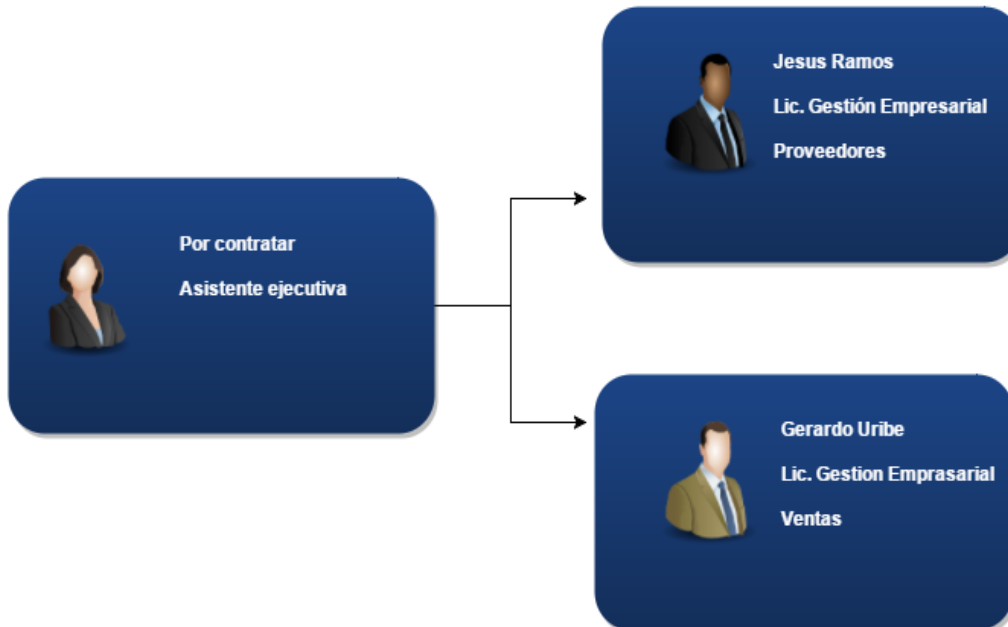 Por contratar
Asistente ejecutiva
Jesus Ramos
Lic. Gestión Empresarial
Proveedores
Gerardo Uribe
Lic. Gestion Emprasarial
Ventas